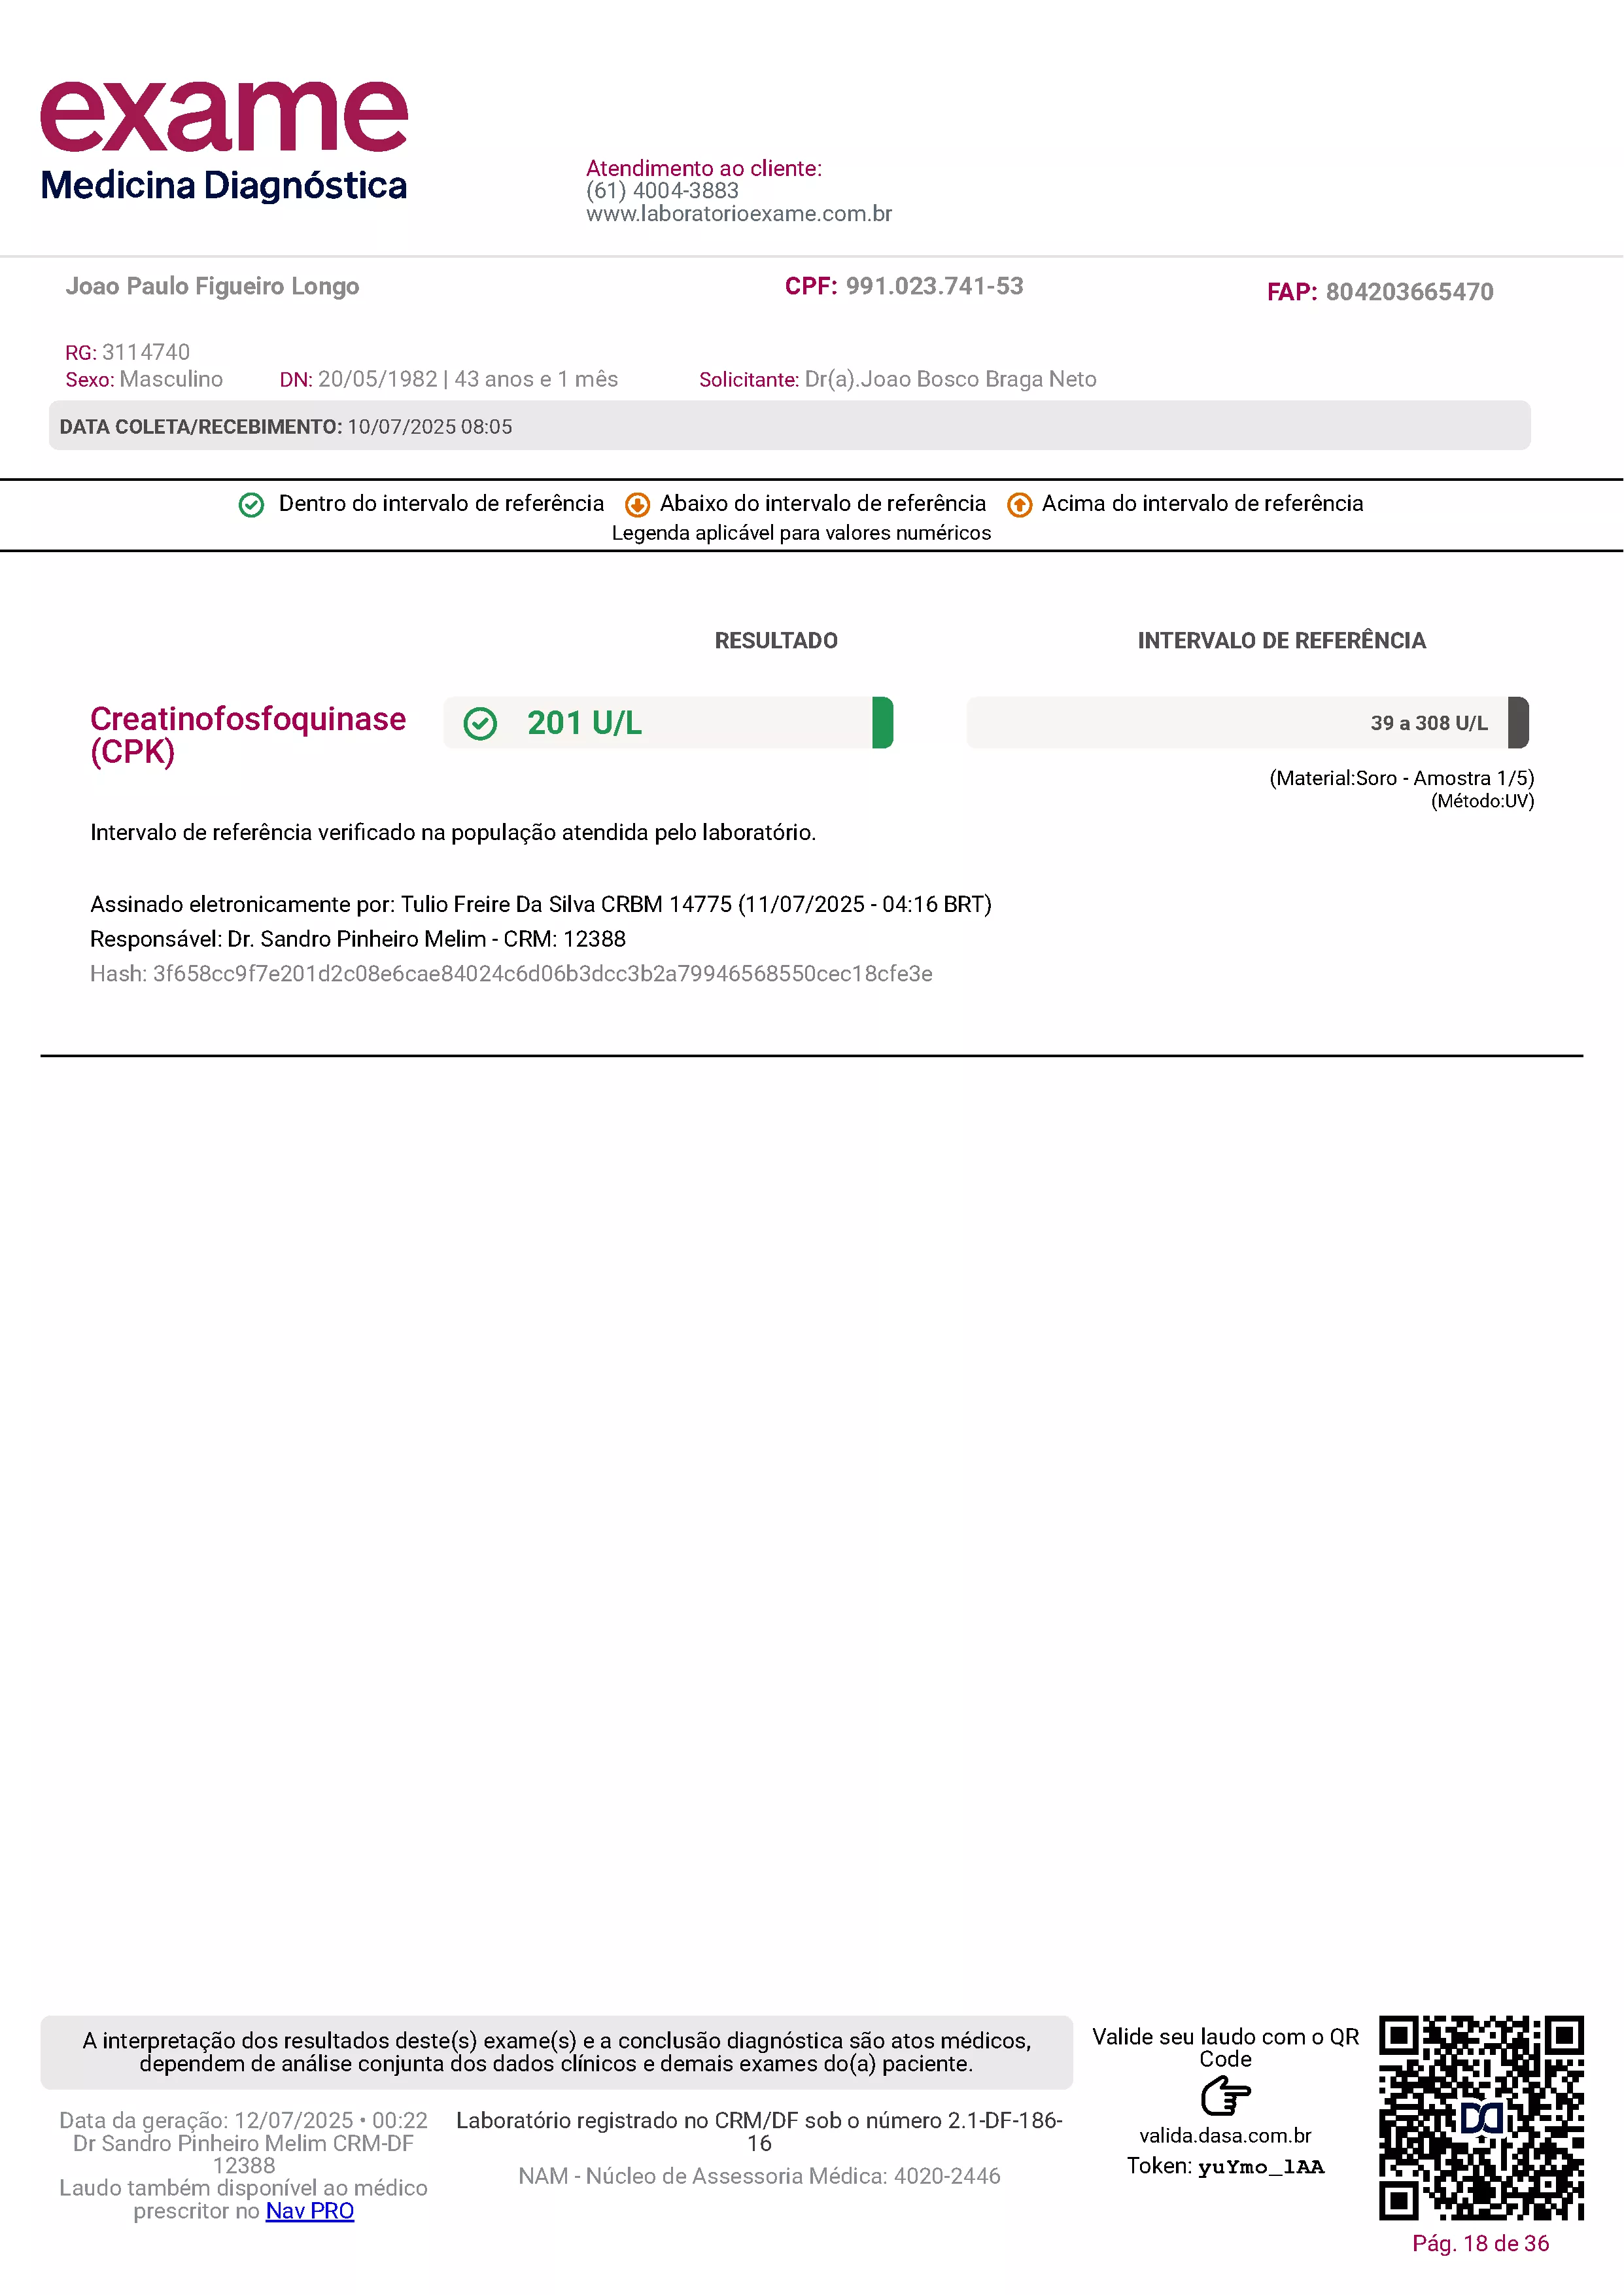 exame
Medicina Diagnóstica
Atendimento ao cliente:
(61) 4004-3883
www.laboratorioexame.com.br
Joao Paulo Figueiro Longo CPF: 991.023.741-53 FAP: 804203665470
RG: 3114740
Sexo: Masculino DN: 20/05/1982 | 43 anos e 1 mês Solicitante: Dr(a).Joao Bosco Braga Neto
DATA COLETA/RECEBIMENTO: 10/07/2025 08:05
Dentro do intervalo de referência Abaixo do intervalo de referência Acima do intervalo de referência
Legenda aplicável para valores numéricos
RESULTADO INTERVALO DE REFERÊNCIA
Creatinofosfoquinase 201 U/L 39 a 308 U/L
(CPK)
(Material:Soro - Amostra 1/5)
(Método:UV)
Intervalo de referência verificado na população atendida pelo laboratório.
Assinado eletronicamente por: Tulio Freire Da Silva CRBM 14775 (11/07/2025 - 04:16 BRT)
Responsável: Dr. Sandro Pinheiro Melim - CRM: 12388
Hash: 3f658cc9f7e201d2c08e6cae84024c6d06b3dcc3b2a79946568550cec18cfe3e
A interpretação dos resultados deste(s) exame(s) e a conclusão diagnóstica são atos médicos,
dependem de análise conjunta dos dados clínicos e demais exames do(a) paciente.
Data da geração: 12/07/2025 • 00:22
Dr Sandro Pinheiro Melim CRM-DF
12388
Laudo também disponível ao médico
prescritor no Nav PRO
Laboratório registrado no CRM/DF sob o número 2.1-DF-186-
16
NAM - Núcleo de Assessoria Médica: 4020-2446
Valide seu laudo com o QR
Code
valida.dasa.com.br
Token: yuYmo_lAA
Pág. 18 de 36